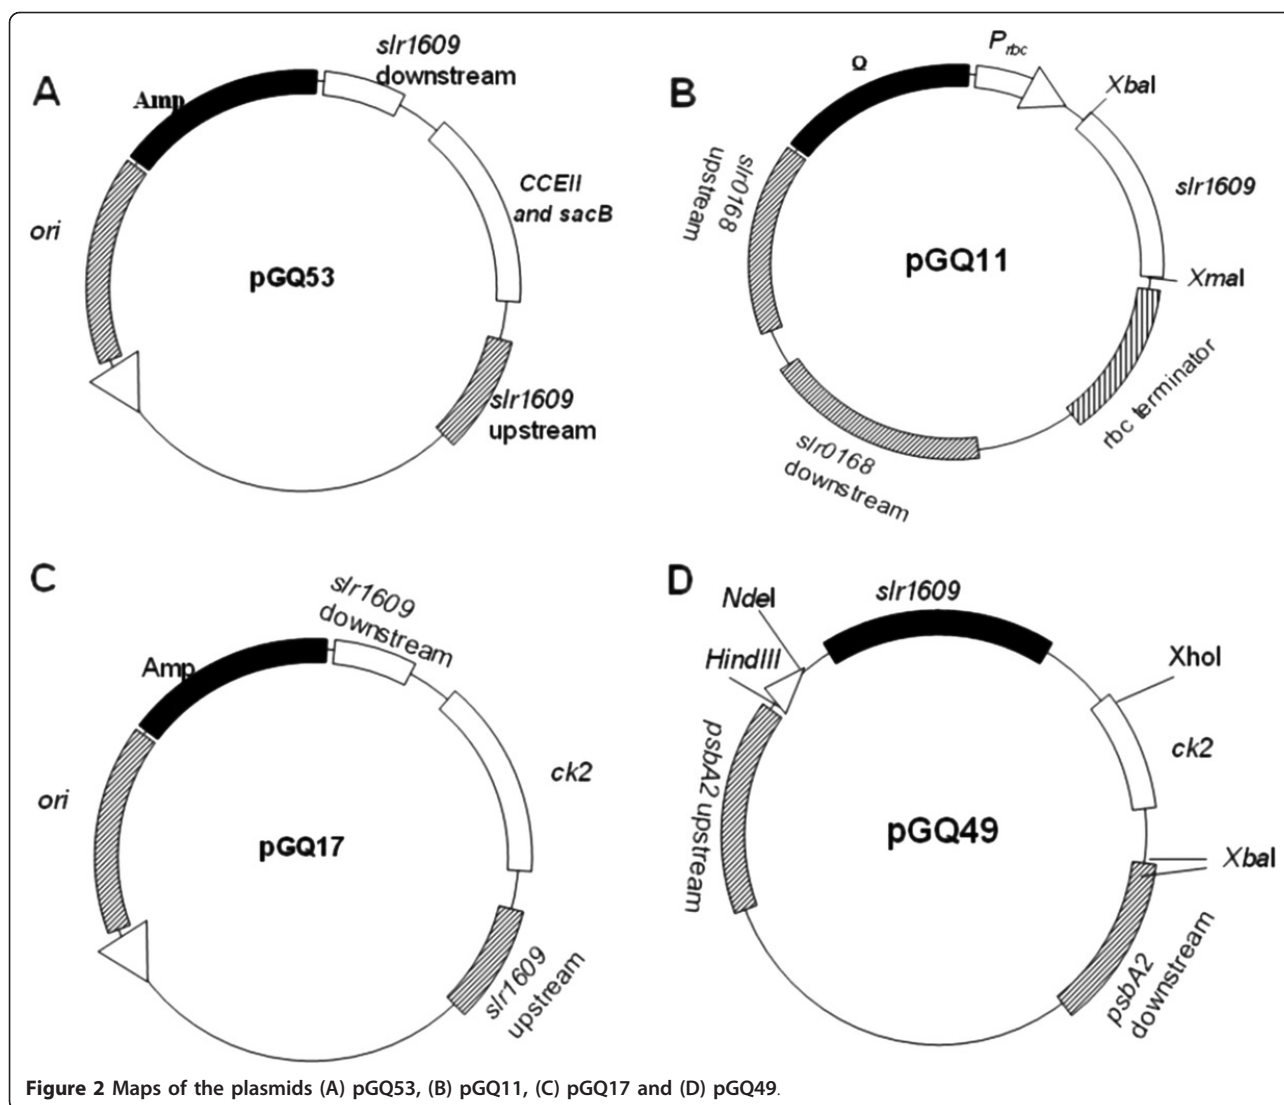 A
slr1609
downstream
Amp
CCEII
and sacB
ori
pGQ53
slr1609
upstream
B
Ω
Prbc
XbaI
slr0168
upstream
slr1609
pGQ11
XmaI
rbc terminator
slr0168
downstream
C
slr1609
downstream
Amp
ck2
ori
pGQ17
slr1609
upstream
D
NdeI
slr1609
HindIII
XhoI
psbA2 upstream
ck2
pGQ49
XbaI
psbA2
downstream
Figure 2 Maps of the plasmids (A) pGQ53, (B) pGQ11, (C) pGQ17 and (D) pGQ49.